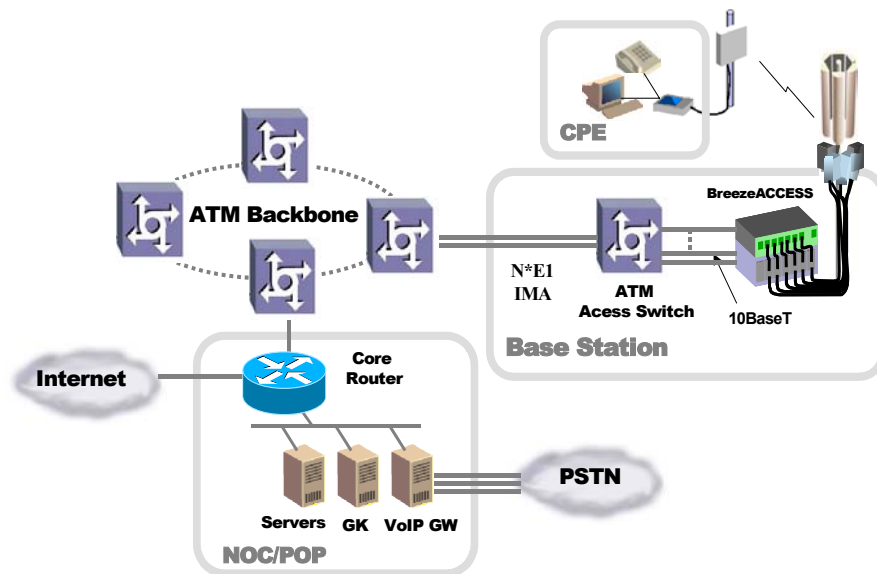 CPE
BreezeACCESS
ATM Backbone
N*E1
IMA
ATM
Acess Switch
10BaseT
Base Station
Core
Router
Internet
PSTN
Servers
GK
VoIP GW
NOC/POP